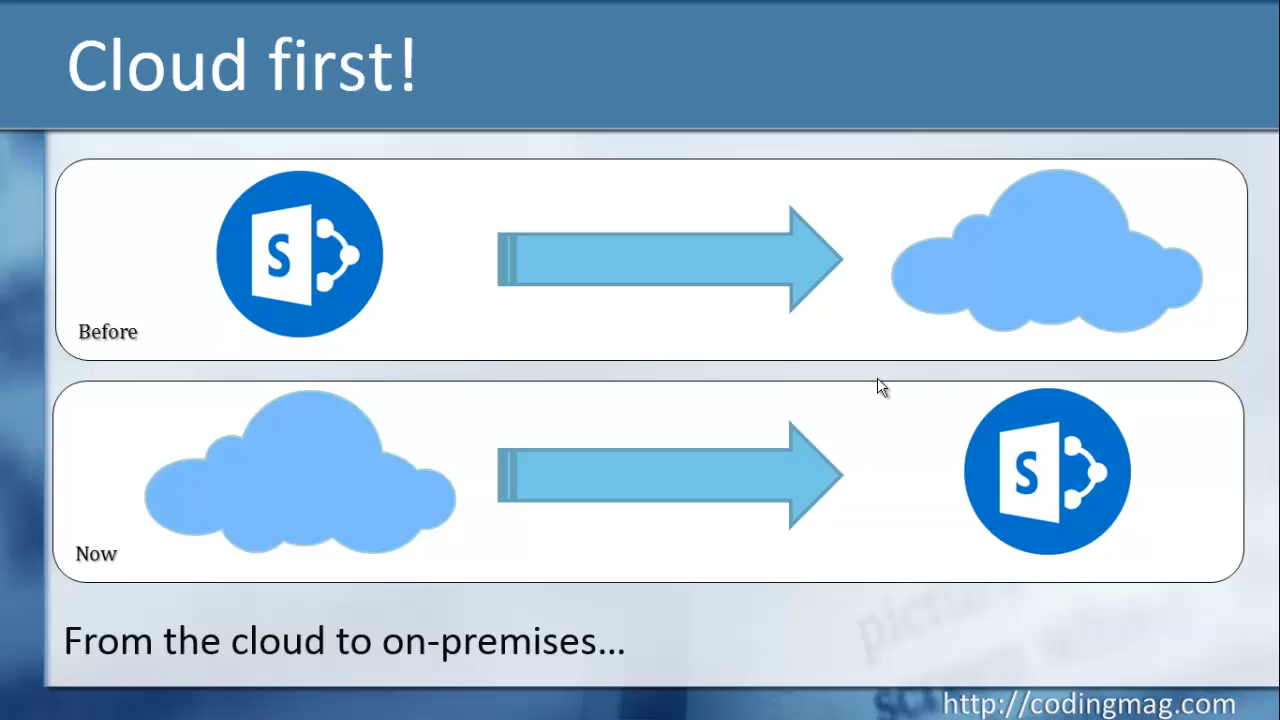 Cloud first!
S
Before
S
Now
From the cloud to on-premises...
http://codingmag.com